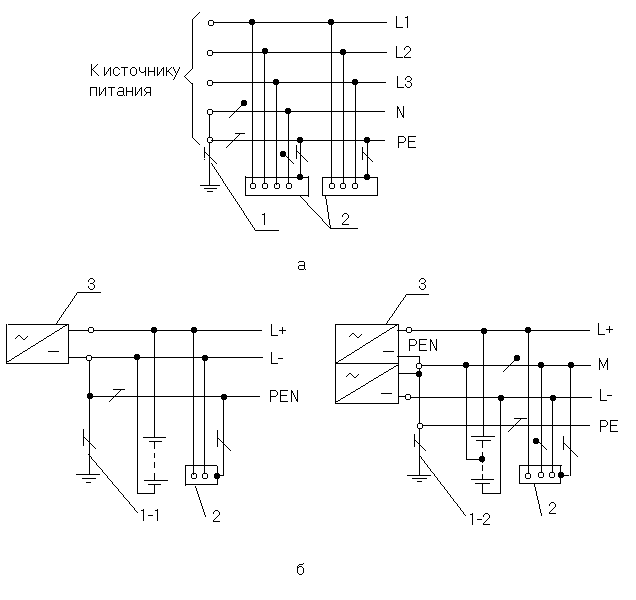 L1
L2
К источнику
питания
L3
N
PE
1
2
а
3
3
L+
L+
PEN
L-
M
PEN
L-
PE
1-1
2
1-2
2
б